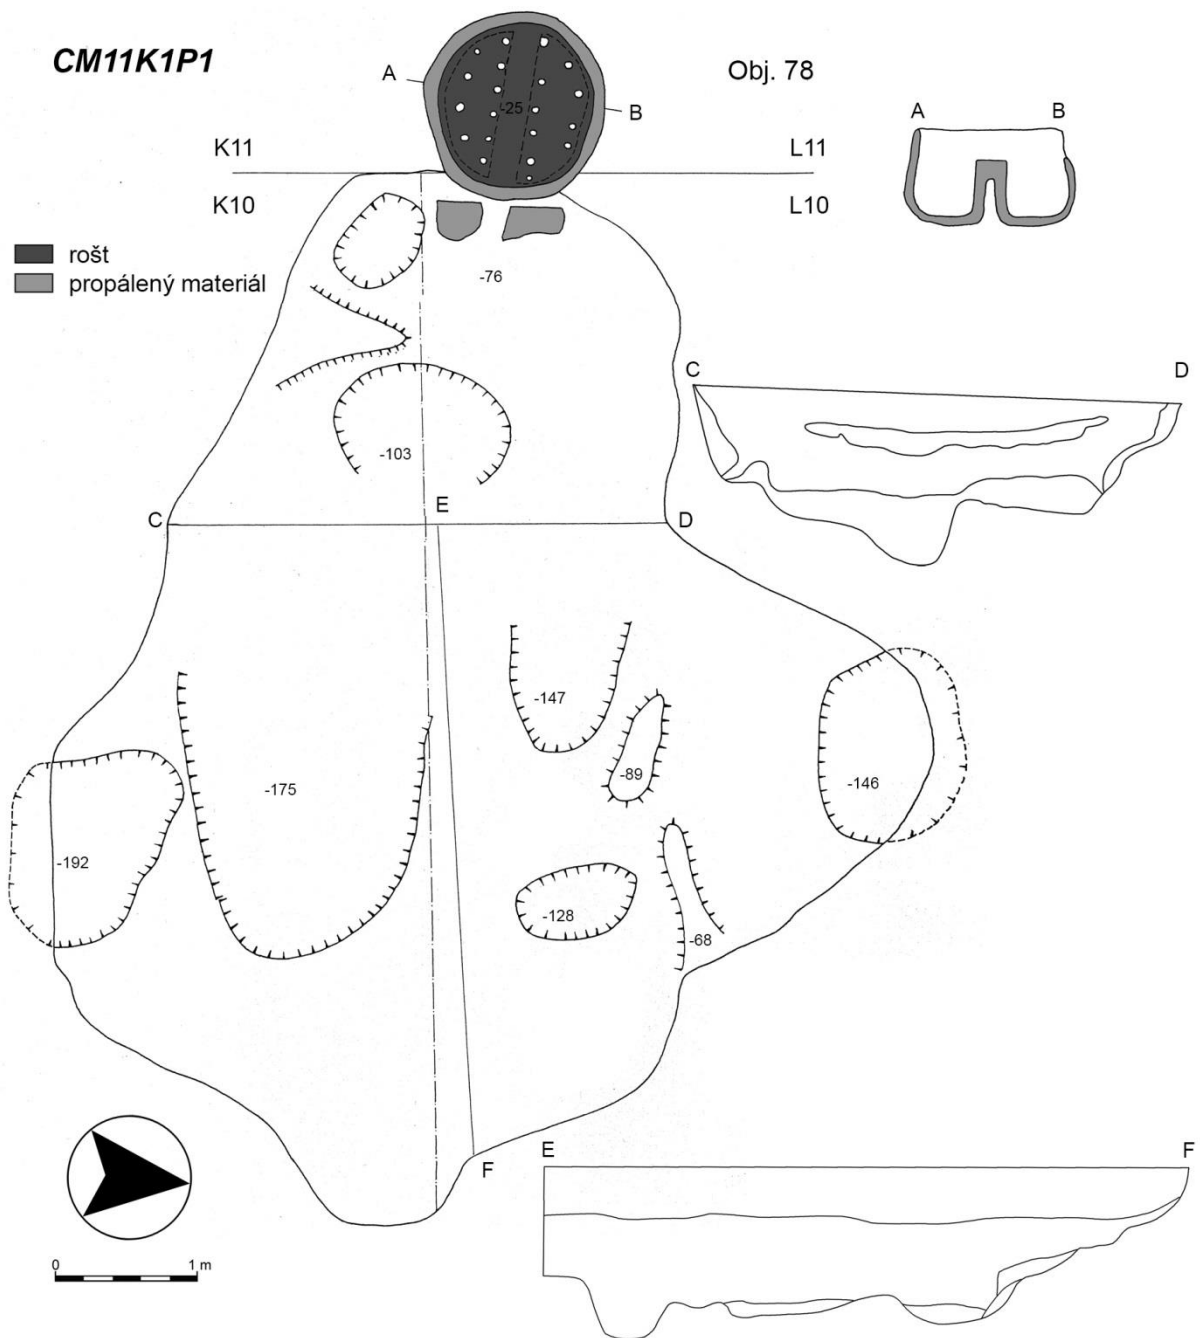 CM11K1P1
Obj. 78
A
B
-25
A B
K11 L11
K10 L10
rošt
propálený materiál
-76
C D
-103
C E D
-147
-89
-146
-175
-192
-128
-68
F
E F
0 1 m